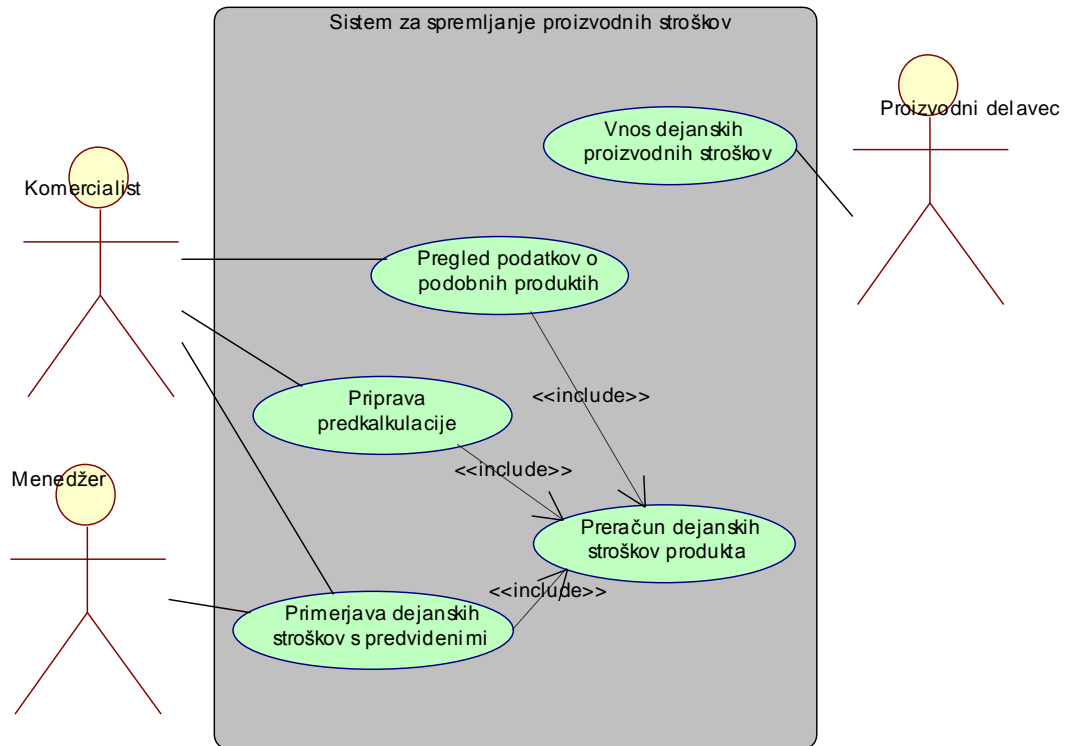 Sistem za spremljanje proizvodnih stroškov
Proizvodni delavec
Vnos dejanskih
proizvodnih stroškov
Komercialist
Pregled podatkov o
podobnih produktih
Priprava
predkalkulacije
<<include>>
<<include>>
Menedžer
Preračun dejanskih
stroškov produkta
<<include>>
Primerjava dejanskih
stroškov s predvidenimi